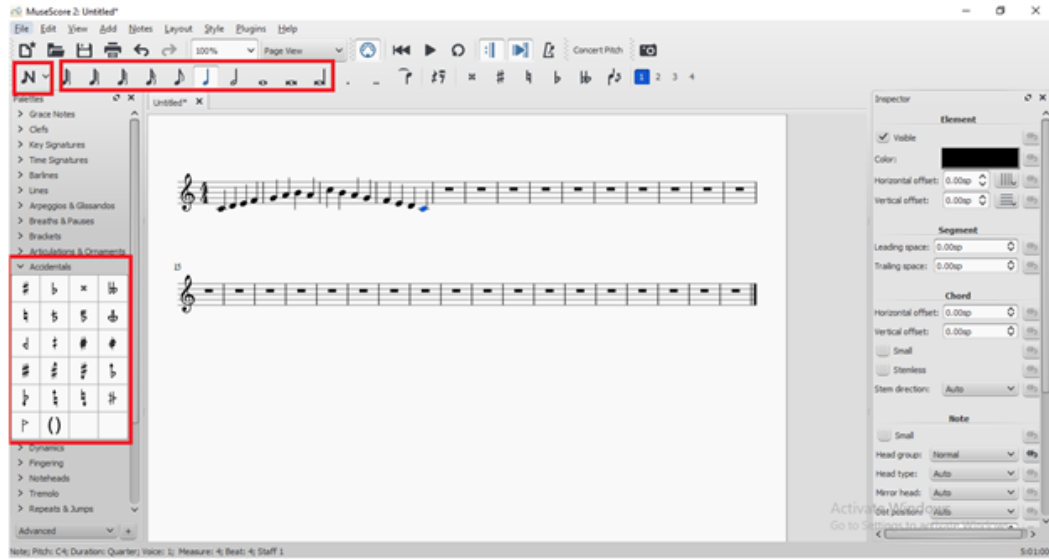 MuseScore 2: Untitled*
File Edit View Add Notes Layout Style Plugins Help
100% Page View Concert Pitch
N 1 2 3 4
Palettes
Untitled*
Inspector
Grace Notes
Clefs
Key Signatures
Time Signatures
Barlines
Lines
Arpeggios & Glissandos
Breaths & Pauses
Brackets
Articulations & Ornaments
Accidentals
Dynamics
Fingering
Noteheads
Tremolo
Repeats & Jumps
Advanced +
4
4
15
Element
Visible
Color:
Horizontal offset: 0.00sp
Vertical offset: 0.00sp
Segment
Leading space: 0.00sp
Trailing space: 0.00sp
Chord
Horizontal offset: 0.00sp
Vertical offset: 0.00sp
Small
Stemless
Stem direction: Auto
Note
Small
Head group: Normal
Head type: Auto
Mirror head: Auto
Dot position: Auto
Activate Windows
Go to Settings to activate Windows.
Note; Pitch: C4; Duration: Quarter; Voice: 1; Measure: 4; Beat: 4; Staff 1
5:01:00